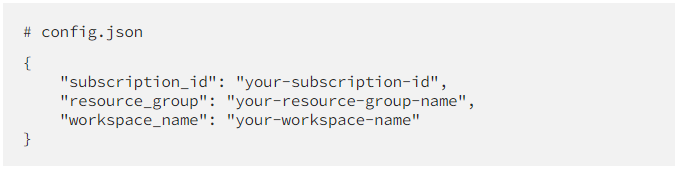 # config.json
{
    "subscription_id": "your-subscription-id",
    "resource_group": "your-resource-group-name",
    "workspace_name": "your-workspace-name"
}